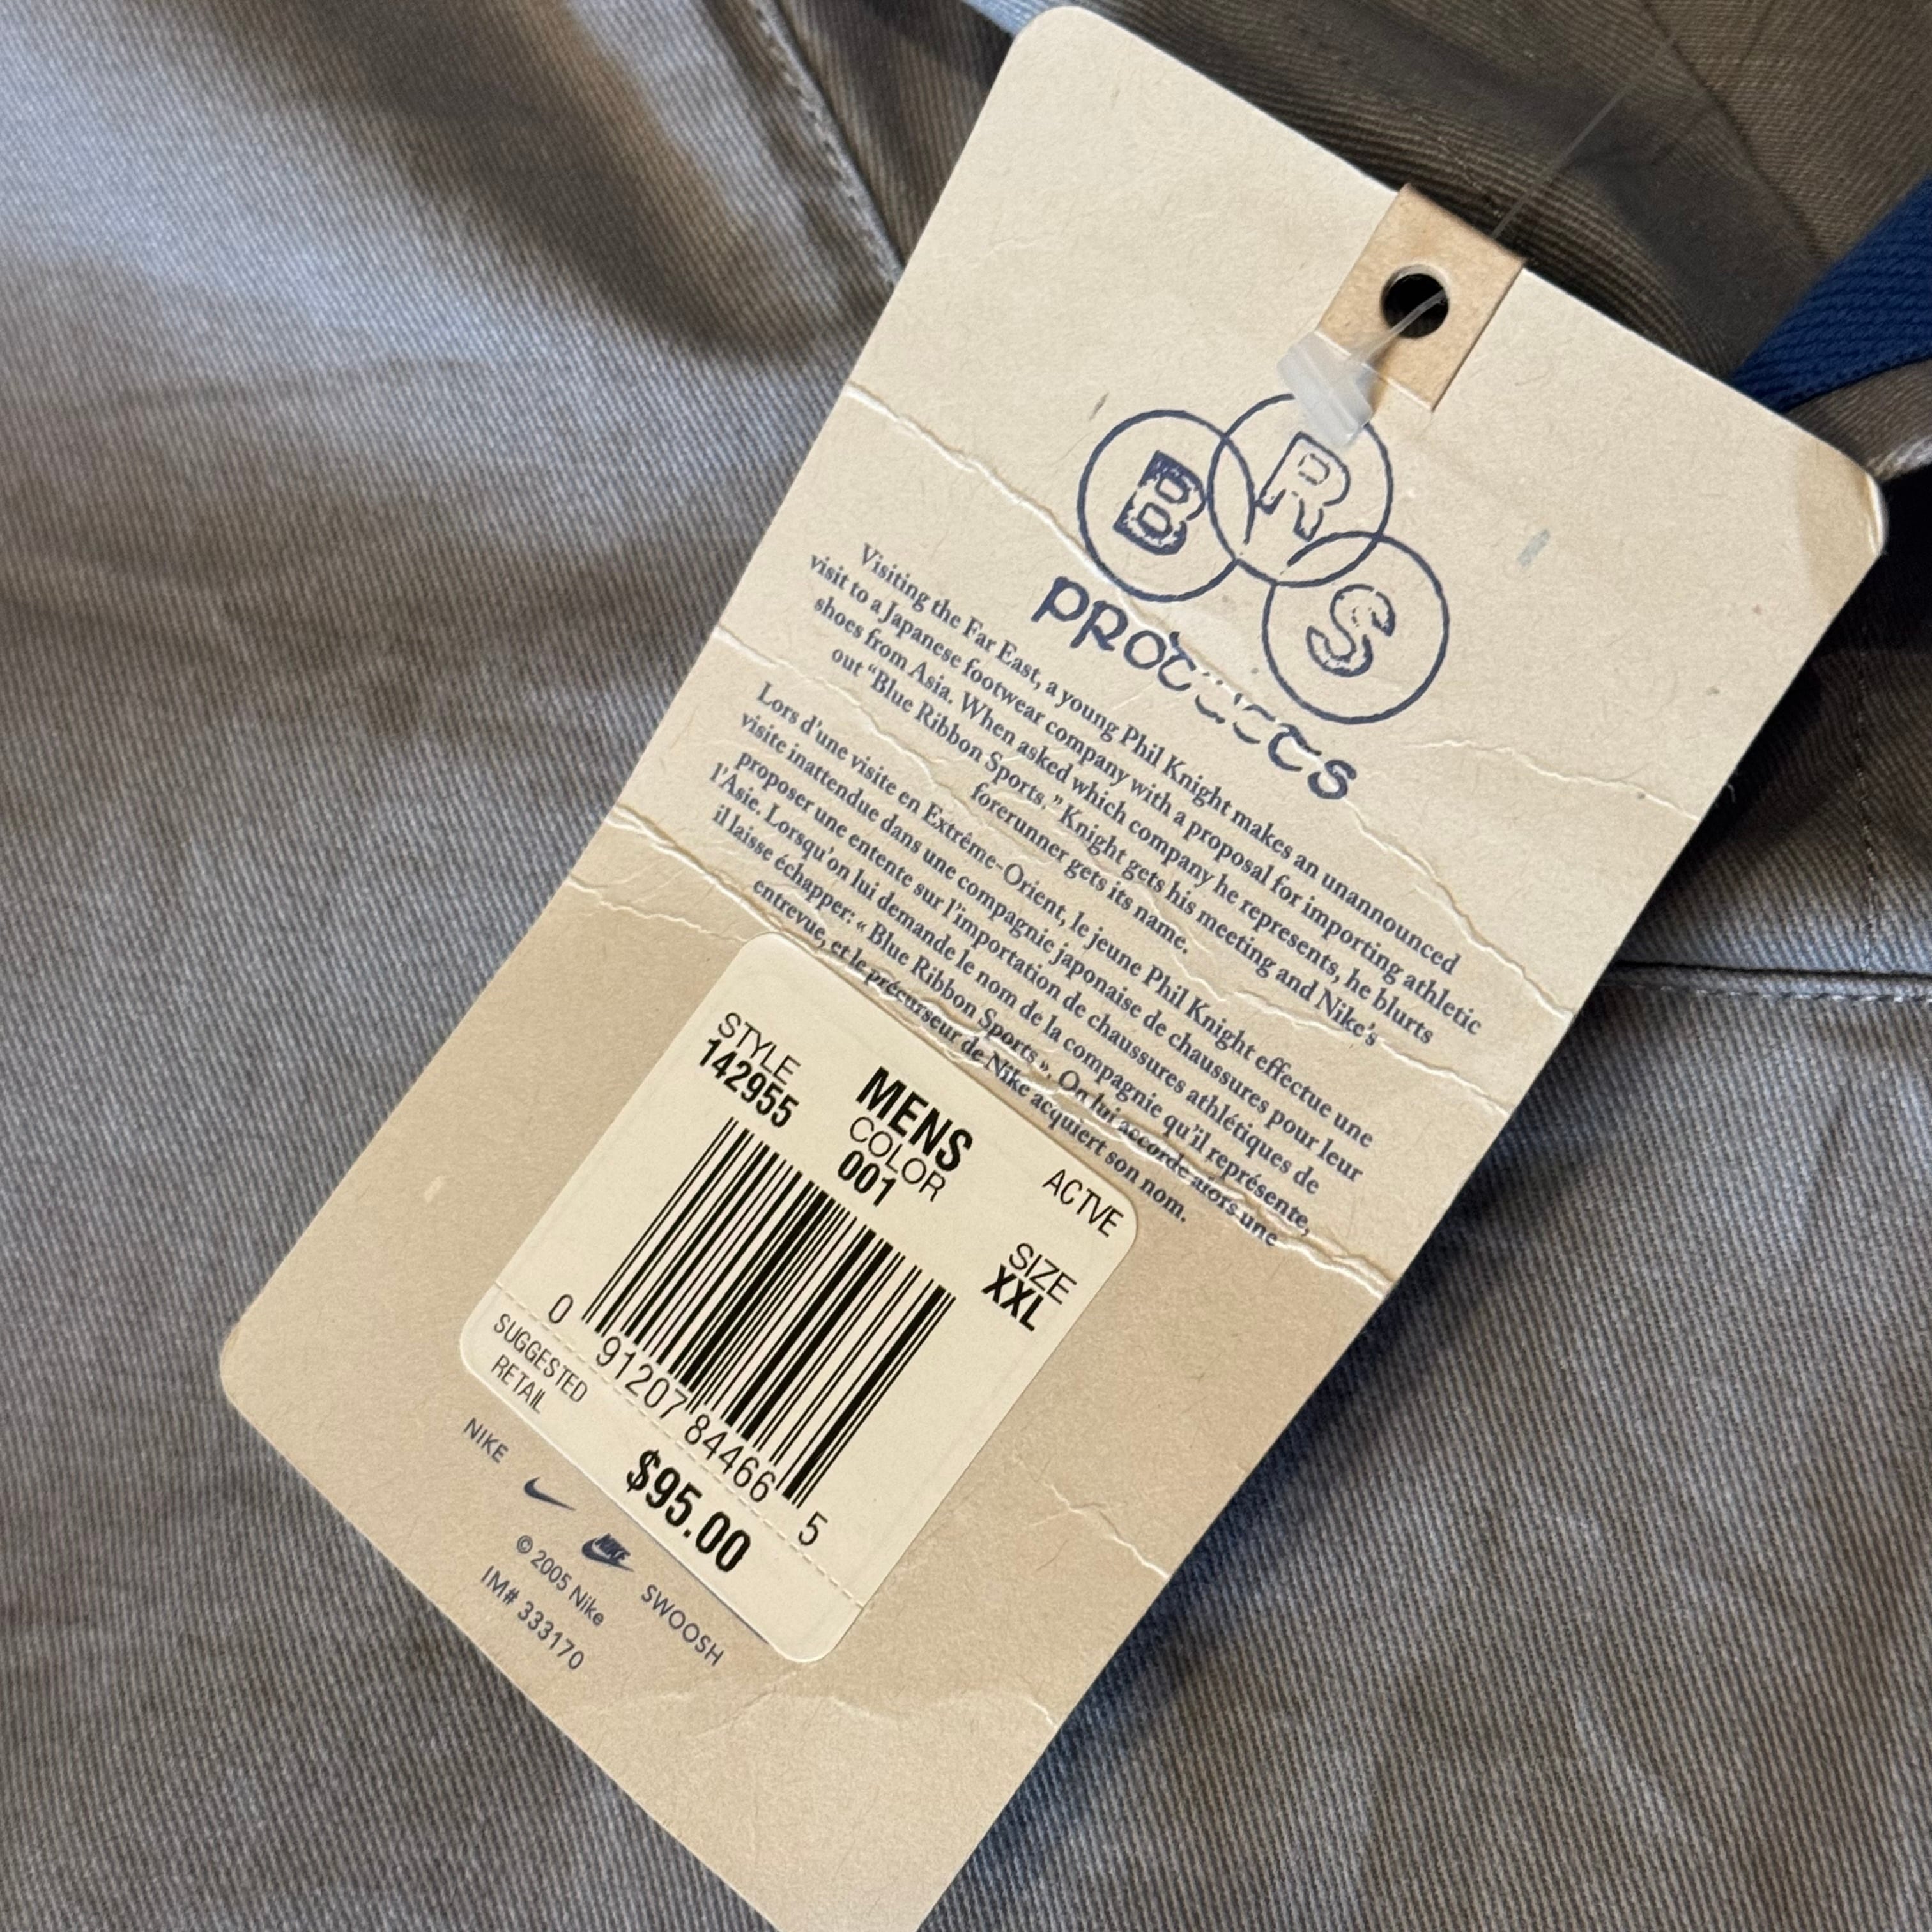 B R S
PRODUCTS
Visiting the Far East, a young Phil Knight makes an unannounced
visit to a Japanese footwear company with a proposal for importing athletic
shoes from Asia. When asked which company he represents, he blurts
out “Blue Ribbon Sports.” Knight gets his meeting and Nike’s
forerunner gets its name.
Lors d’une visite en Extrême-Orient, le jeune Phil Knight effectue une
visite inattendue dans une compagnie japonaise de chaussures pour leur
proposer une entente sur l’importation de chaussures athlétiques de
l’Asie. Lorsqu’on lui demande le nom de la compagnie qu’il représente,
il laisse échapper: « Blue Ribbon Sports ». On lui accorde alors une
entrevue, et le précurseur de Nike acquiert son nom.
MENS ACTVE
STYLE COLOR SIZE
142955 001 XXL
0 91207 84466 5
SUGGESTED
RETAIL
$95.00
NIKE NIKE SWOOSH
© 2005 Nike
IM# 333170